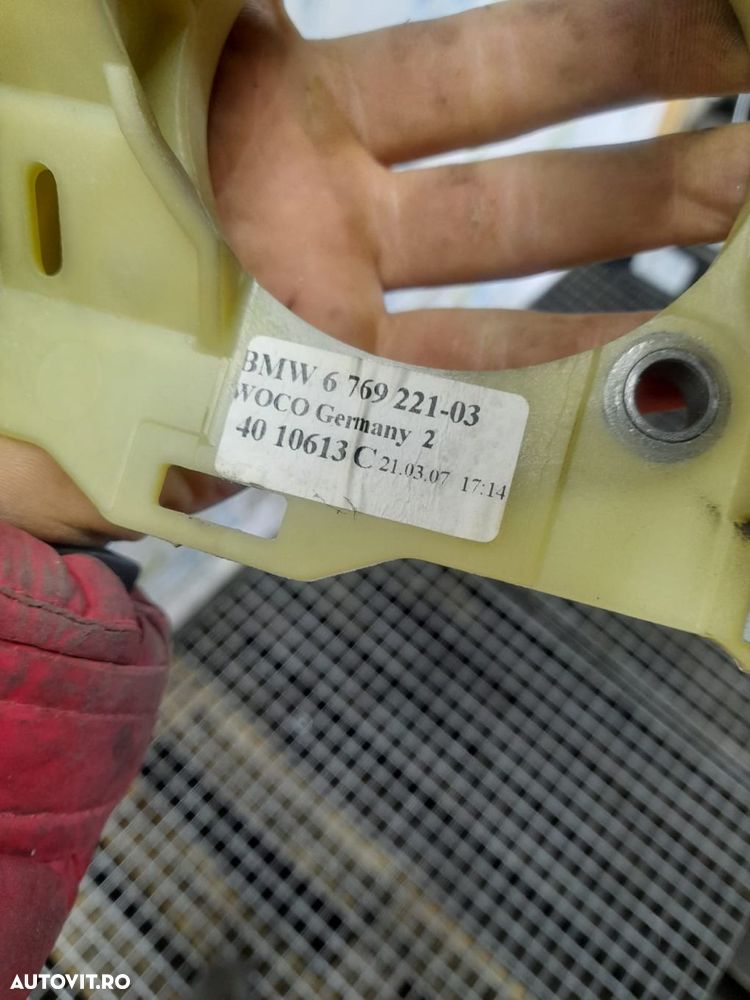 BMW 6 769 221-03
WOCO Germany 2
40 10613 C 21.03.07 17:14
AUTOVIT.RO